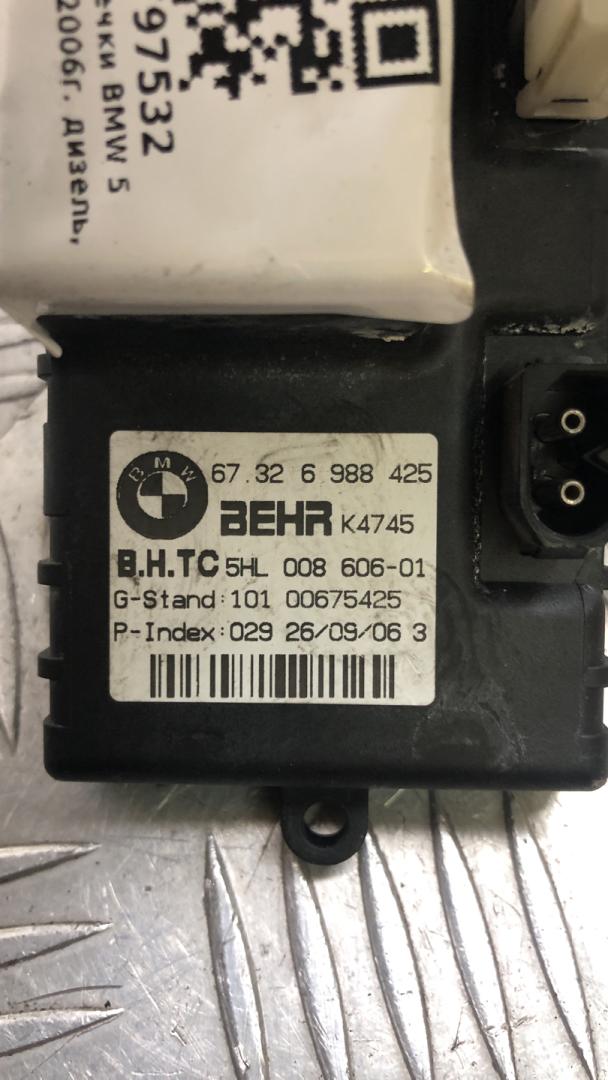 97532
ечки BMW 5
2006г. дизель,
BMW
67.32 6 988 425
BEHR K4745
B.H.TC 5HL 008 606-01
G-Stand:101 00675425
P-Index:029 26/09/06 3